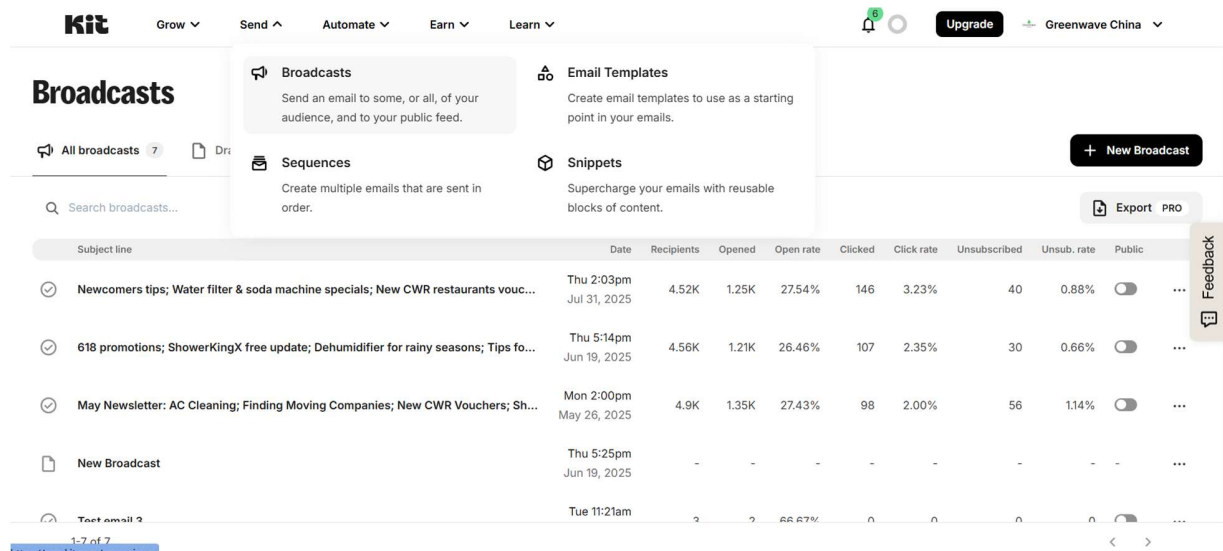 Kit Grow Send Automate Earn Learn 6 Upgrade Greenwave China
Broadcasts
Broadcasts
Send an email to some, or all, of your
audience, and to your public feed.
Email Templates
Create email templates to use as a starting
point in your emails.
Sequences
Create multiple emails that are sent in
order.
Snippets
Supercharge your emails with reusable
blocks of content.
All broadcasts 7
+ New Broadcast
Search broadcasts...
Export PRO
Feedback
Subject line Date Recipients Opened Open rate Clicked Click rate Unsubscribed Unsub. rate Public
Newcomers tips; Water filter & soda machine specials; New CWR restaurants vouc... Thu 2:03pm
Jul 31, 2025 4.52K 1.25K 27.54% 146 3.23% 40 0.88% ...
618 promotions; ShowerKingX free update; Dehumidifier for rainy seasons; Tips fo... Thu 5:14pm
Jun 19, 2025 4.56K 1.21K 26.46% 107 2.35% 30 0.66% ...
May Newsletter: AC Cleaning; Finding Moving Companies; New CWR Vouchers; Sh... Mon 2:00pm
May 26, 2025 4.9K 1.35K 27.43% 98 2.00% 56 1.14% ...
New Broadcast Thu 5:25pm
Jun 19, 2025 - - - - - - - - ...
Test email 3 Tue 11:21am
3 2 66.67% 0 0 0 0 ...
1-7 of 7